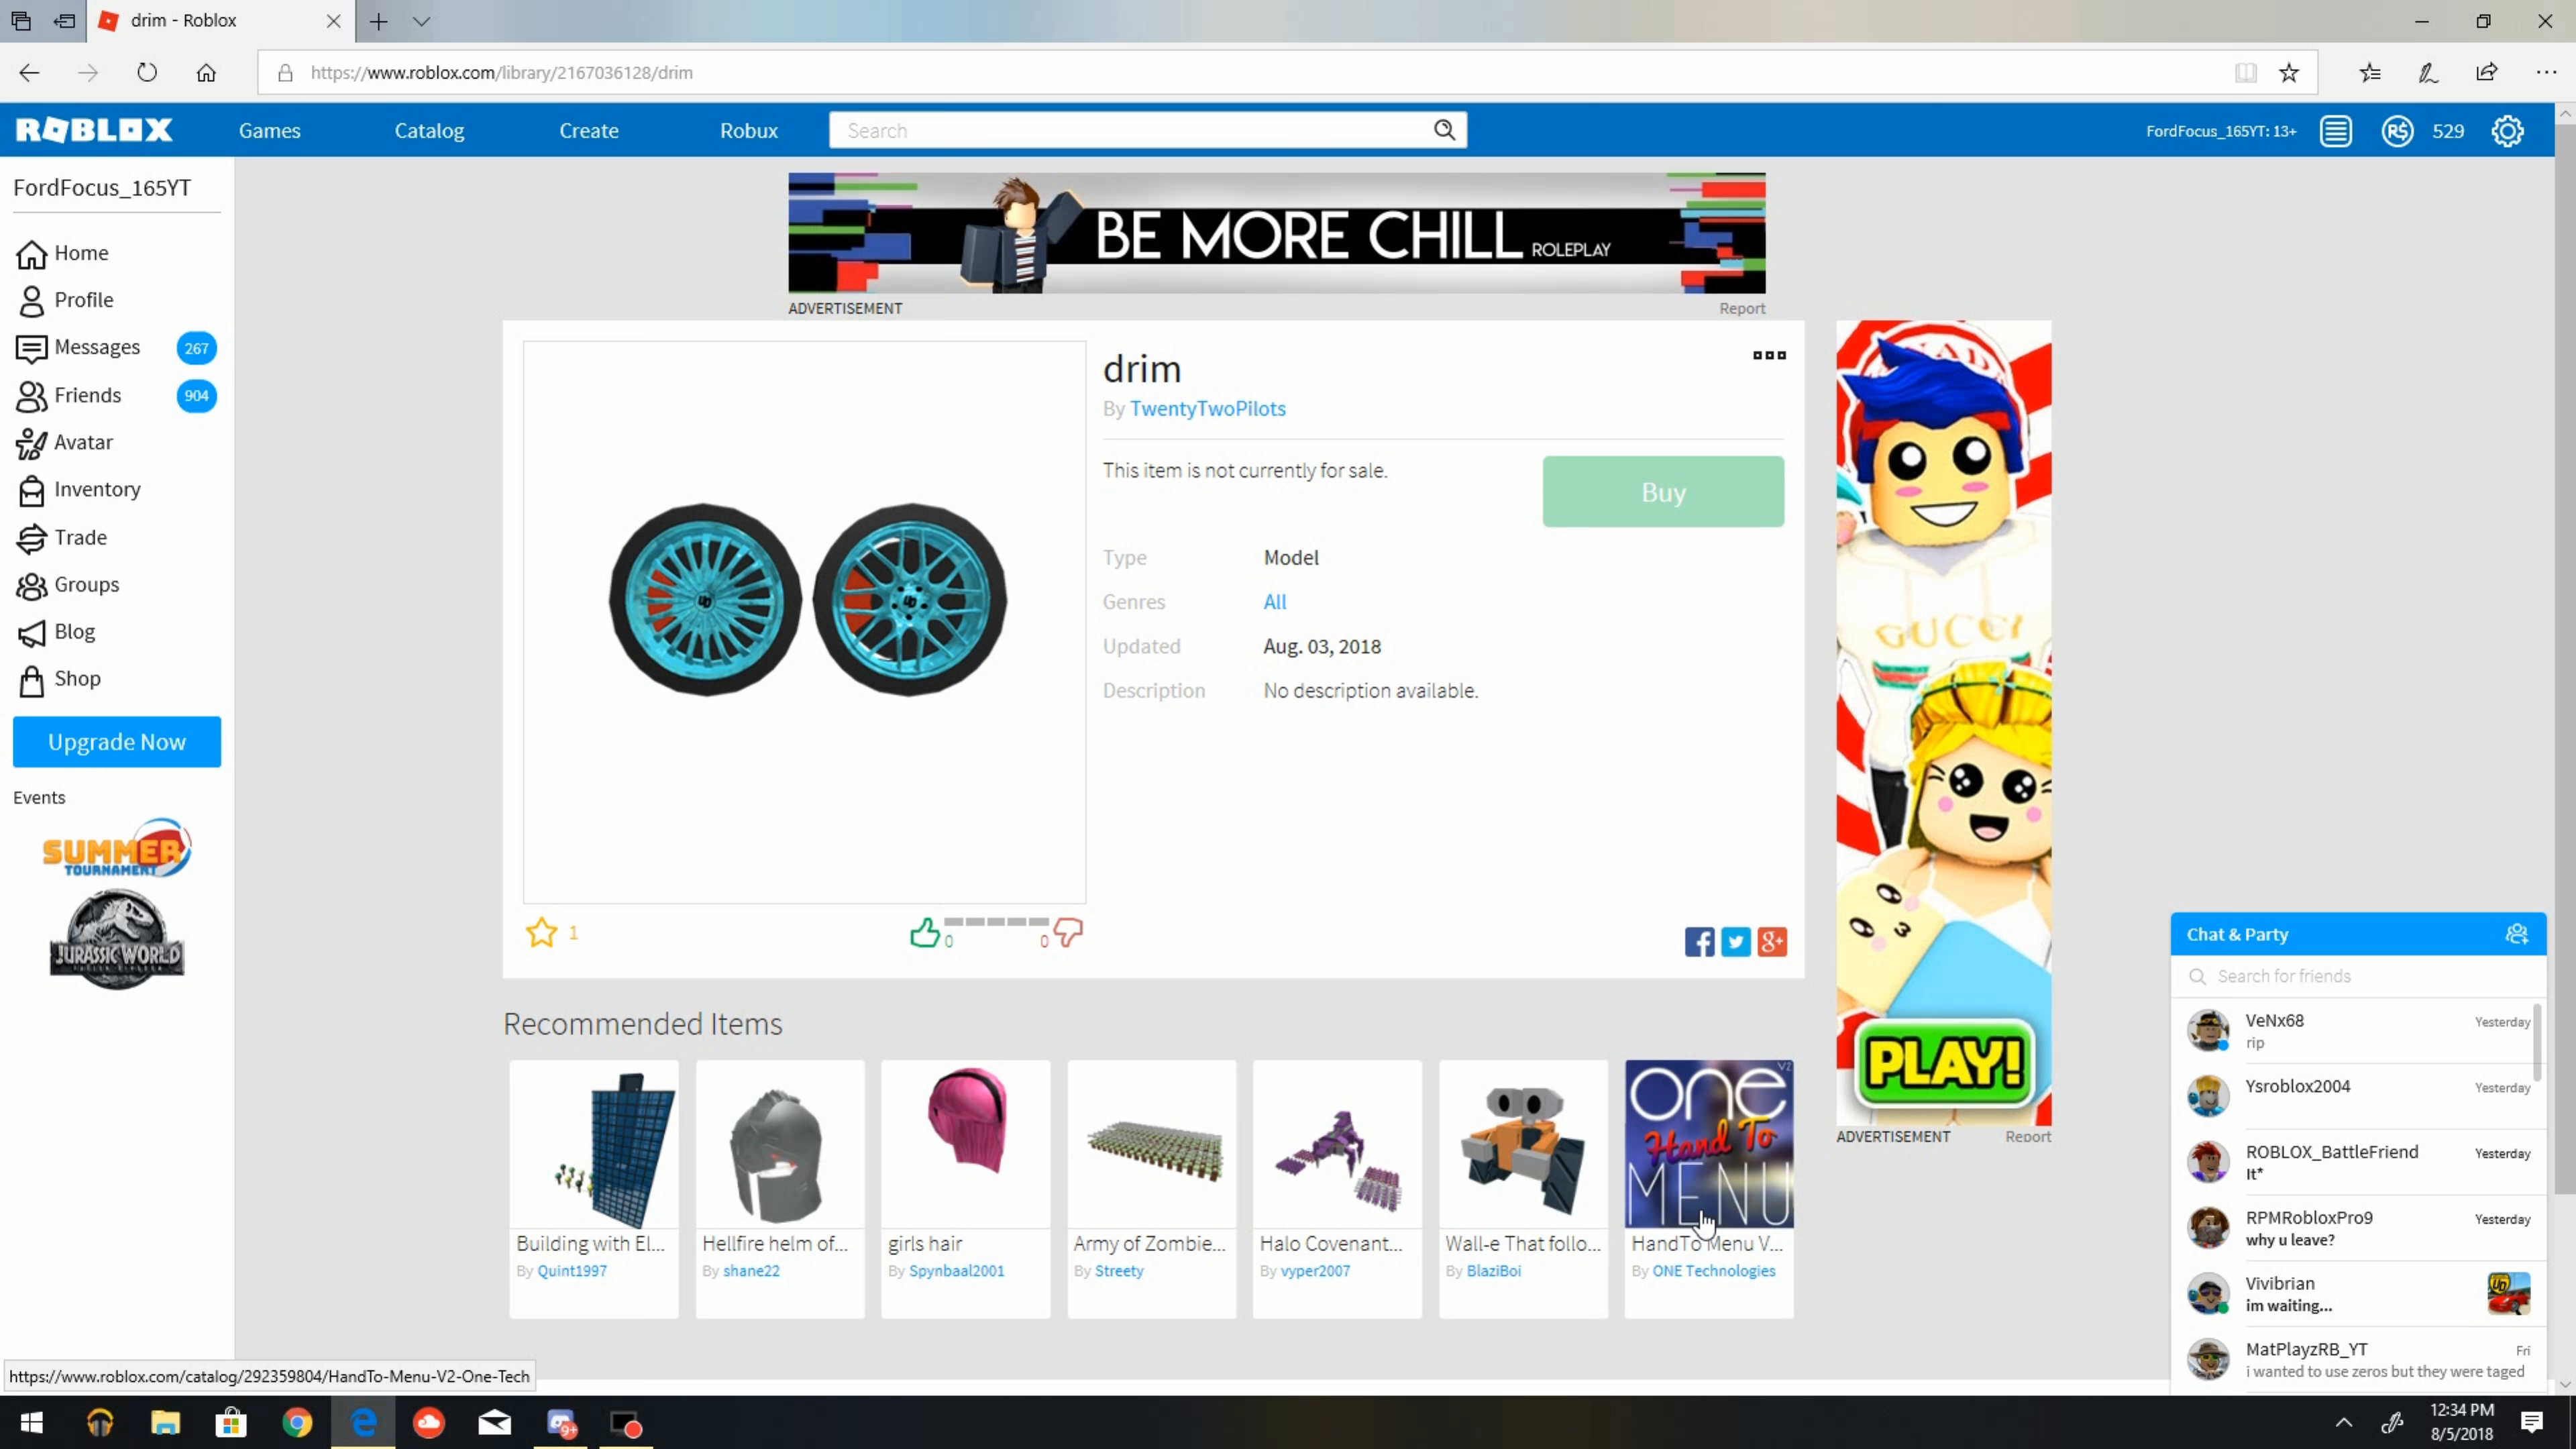 drim - Roblox
https://www.roblox.com/library/2167036128/drim
ROBLOX
Games
Catalog
Create
Robux
Search
FordFocus_165YT: 13+
R$
529
FordFocus_165YT
Home
Profile
Messages
267
Friends
904
Avatar
Inventory
Trade
Groups
Blog
Shop
Upgrade Now
Events
SUMMER
TOURNAMENT
JURASSIC WORLD
BE MORE CHILL ROLEPLAY
ADVERTISEMENT
Report
drim
By TwentyTwoPilots
This item is not currently for sale.
Buy
Type
Model
Genres
All
Updated
Aug. 03, 2018
Description
No description available.
1
0
0
GUCCI
PLAY!
ADVERTISEMENT
Report
Recommended Items
Building with El...
By Quint1997
Hellfire helm of...
By shane22
girls hair
By Spynbaal2001
Army of Zombie...
By Streety
Halo Covenant...
By vyper2007
Wall-e That follo...
By BlaziBoi
one
V2
Hand To
MENU
HandTo Menu V...
By ONE Technologies
Chat & Party
Search for friends
VeNx68
Yesterday
rip
Ysroblox2004
Yesterday
ROBLOX_BattleFriend
Yesterday
It*
RPMRobloxPro9
Yesterday
why u leave?
Vivibrian
im waiting...
MatPlayzRB_YT
Fri
i wanted to use zeros but they were taged
https://www.roblox.com/catalog/292359804/HandTo-Menu-V2-One-Tech
9+
12:34 PM
8/5/2018